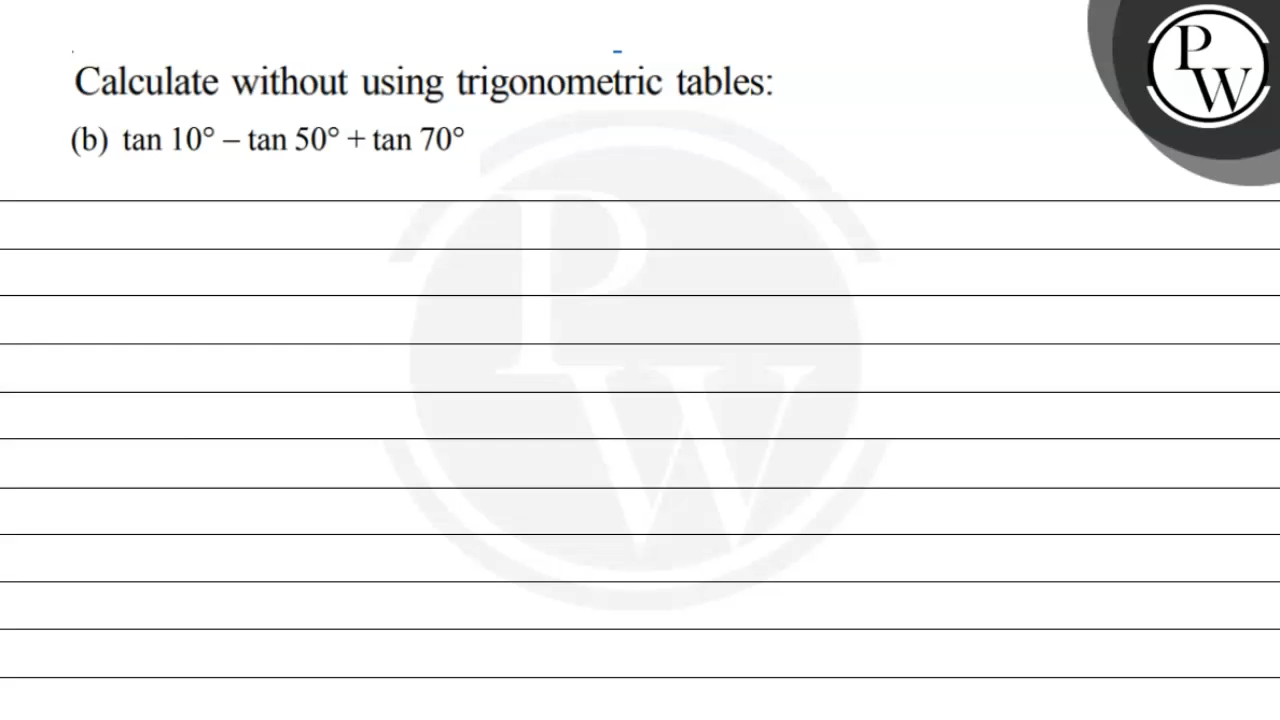 Calculate without using trigonometric tables:
(b) tan 10° – tan 50° + tan 70°
P
W
P
W